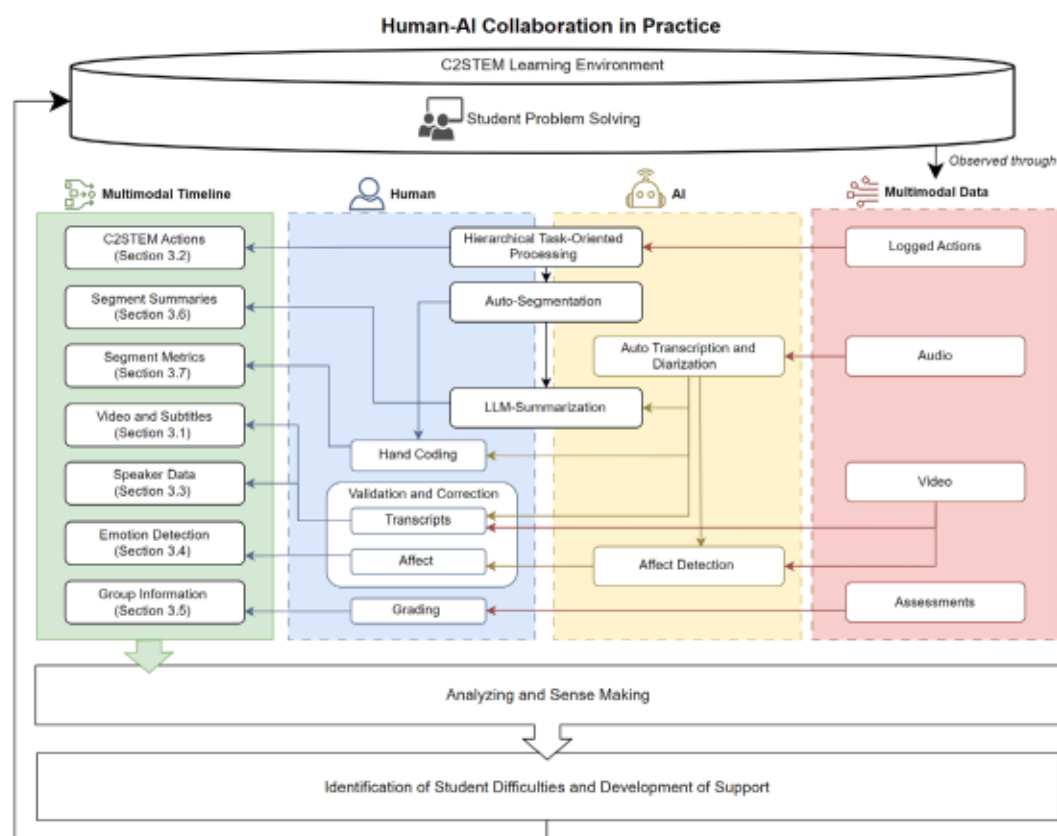 Human-AI Collaboration in Practice
C2STEM Learning Environment
Student Problem Solving
Observed through
Multimodal Timeline
Human
AI
Multimodal Data
C2STEM Actions
(Section 3.2)
Hierarchical Task-Oriented
Processing
Logged Actions
Segment Summaries
(Section 3.6)
Auto-Segmentation
Segment Metrics
(Section 3.7)
Auto Transcription and
Diarization
Audio
Video and Subtitles
(Section 3.1)
LLM-Summarization
Hand Coding
Speaker Data
(Section 3.3)
Validation and Correction
Transcripts
Video
Emotion Detection
(Section 3.4)
Affect
Affect Detection
Group Information
(Section 3.5)
Grading
Assessments
Analyzing and Sense Making
Identification of Student Difficulties and Development of Support